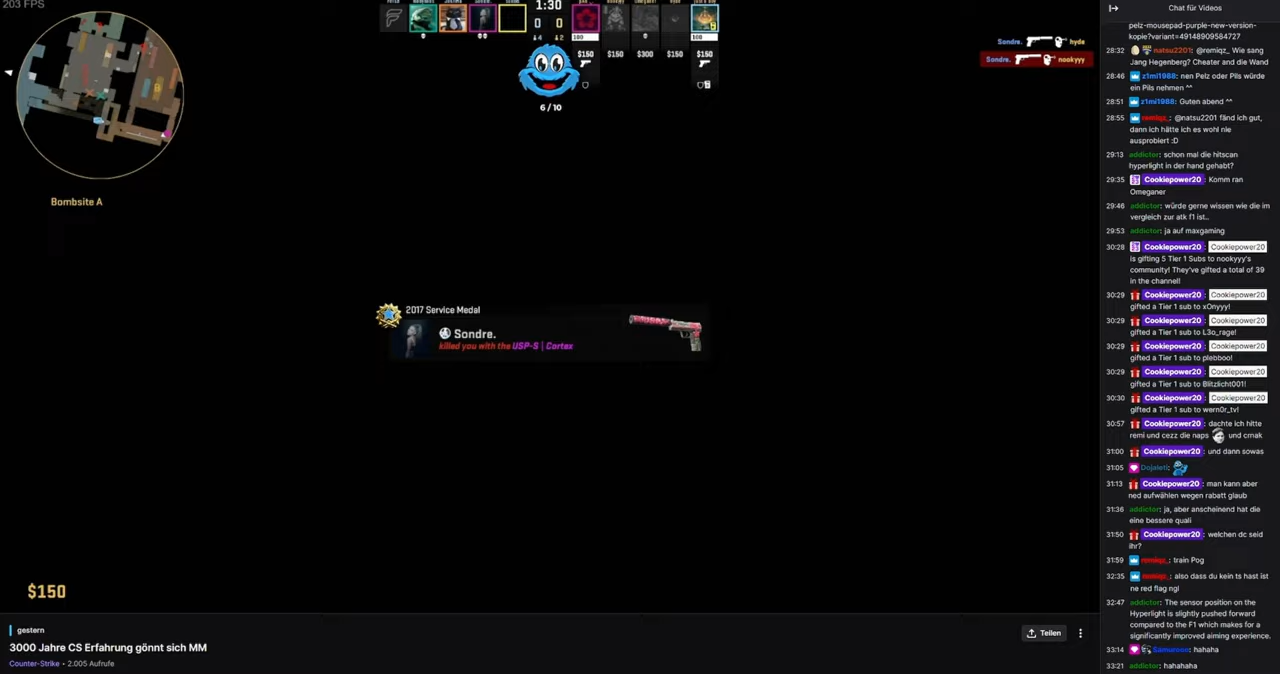 203 FPS
1:30
0 0
4 2
100
100
$150
$150
$300
$150
$150
6 / 10
Sondre. hyde
Sondre. nookyyy
Bombsite A
2017 Service Medal
Sondre.
killed you with the USP-S | Cortex
$150
gestern
3000 Jahre CS Erfahrung gönnt sich MM
Counter-Strike • 2.005 Aufrufe
Teilen
Chat für Videos
pelz-mousepad-purple-new-version-
kopie?variant=49148909584727
28:32 natsu2201: @remiqz_ Wie sang
Jang Hegenberg? Cheater and die Wand
28:46 z1mi1988: nen Pelz oder Pils würde
ein Pils nehmen ^^
28:51 z1mi1988: Guten abend ^^
28:55 remiqz_: @natsu2201 fänd ich gut,
dann ich hätte ich es wohl nie
ausprobiert :D
29:13 addictor: schon mal die hitscan
hyperlight in der hand gehabt?
29:35 Cookiepower20: Komm ran
Omeganer
29:46 addictor: würde gerne wissen wie die im
vergleich zur atk f1 ist..
29:53 addictor: ja auf maxgaming
30:28 Cookiepower20: Cookiepower20
is gifting 5 Tier 1 Subs to nookyyy's
community! They've gifted a total of 39
in the channel!
30:29 Cookiepower20: Cookiepower20
gifted a Tier 1 sub to xOnyyy!
30:29 Cookiepower20: Cookiepower20
gifted a Tier 1 sub to L3o_rage!
30:29 Cookiepower20: Cookiepower20
gifted a Tier 1 sub to plebboo!
30:29 Cookiepower20: Cookiepower20
gifted a Tier 1 sub to Blitzlicht001!
30:30 Cookiepower20: Cookiepower20
gifted a Tier 1 sub to wern0r_tv!
30:57 Cookiepower20: dachte ich hitte
remi und cezz die naps und crnak
31:00 Cookiepower20: und dann sowas
31:05 Dojaleti:
31:13 Cookiepower20: man kann aber
ned aufwählen wegen rabatt glaub
31:36 addictor: ja, aber anscheinend hat die
eine bessere quali
31:50 Cookiepower20: welchen dc seid
ihr?
31:59 remiqz_: train Pog
32:35 remiqz_: also dass du kein ts hast ist
ne red flag ngl
32:47 addictor: The sensor position on the
Hyperlight is slightly pushed forward
compared to the F1 which makes for a
significantly improved aiming experience.
33:14 Samuroon: hahaha
33:21 addictor: hahahaha